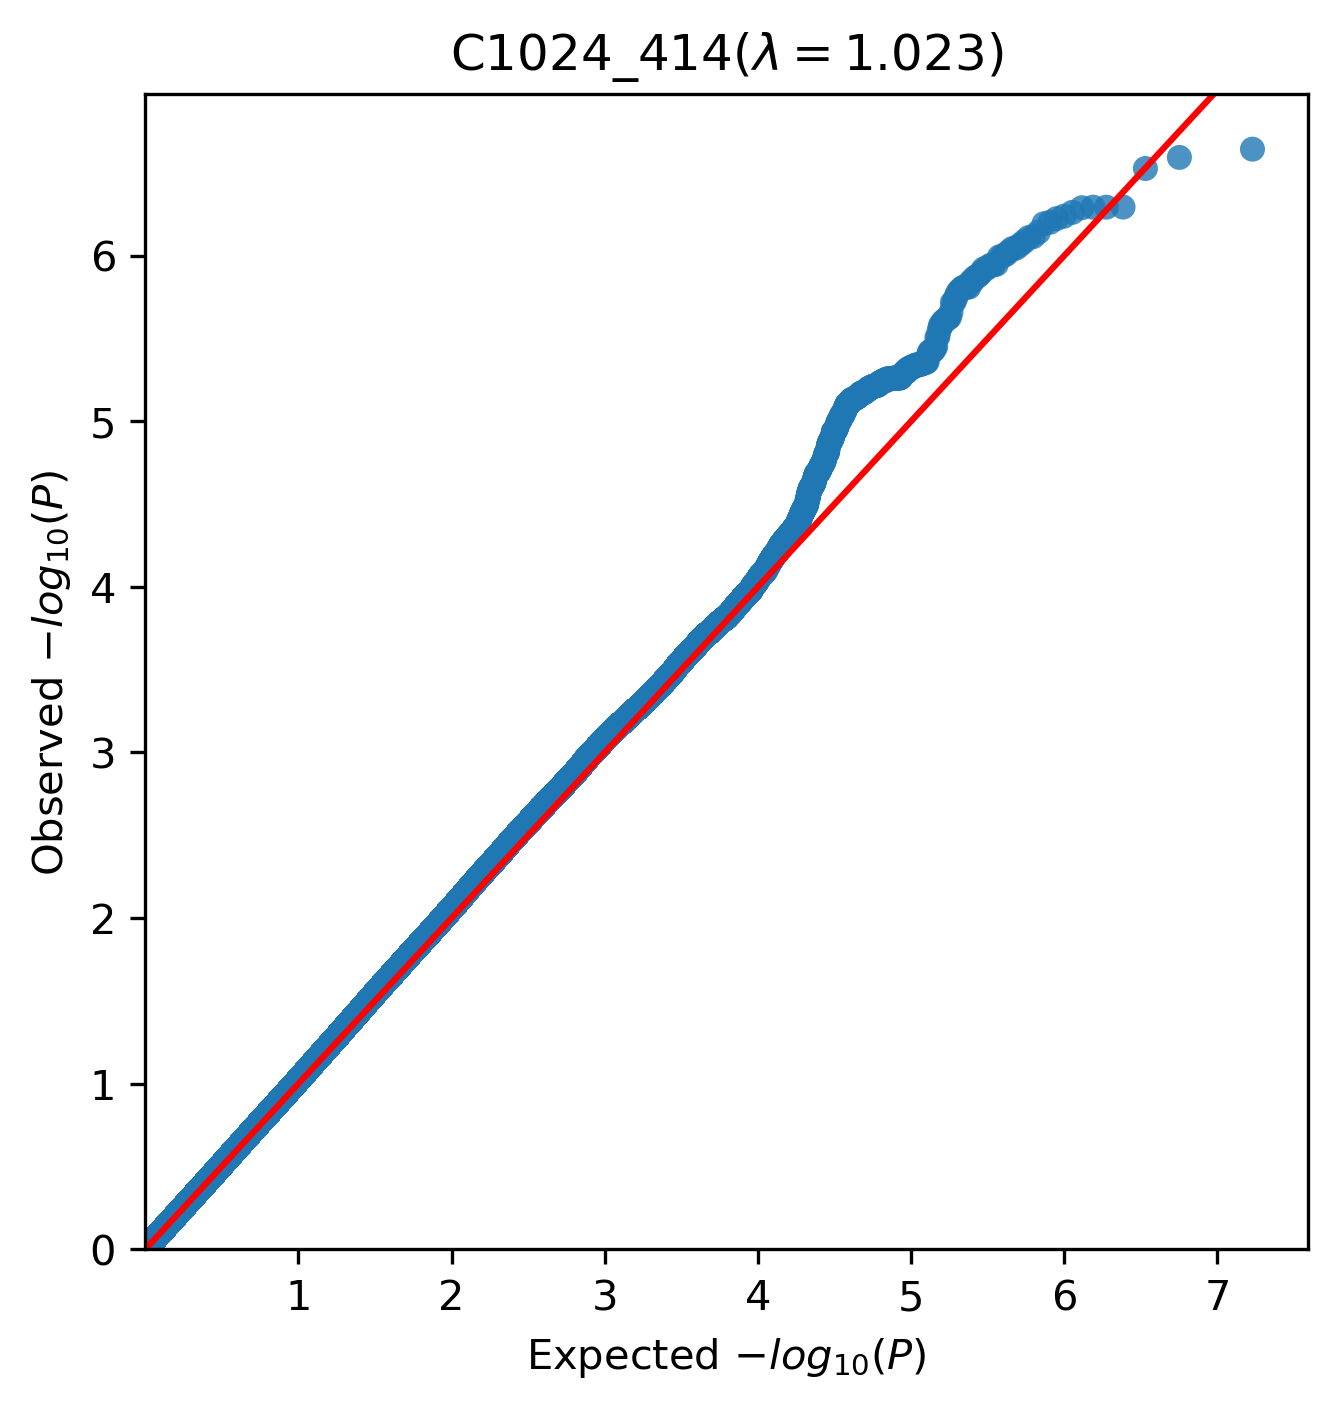 C1024_414(λ = 1.023)
Observed −log₁₀(P)
6
5
4
3
2
1
0
1 2 3 4 5 6 7
Expected −log₁₀(P)